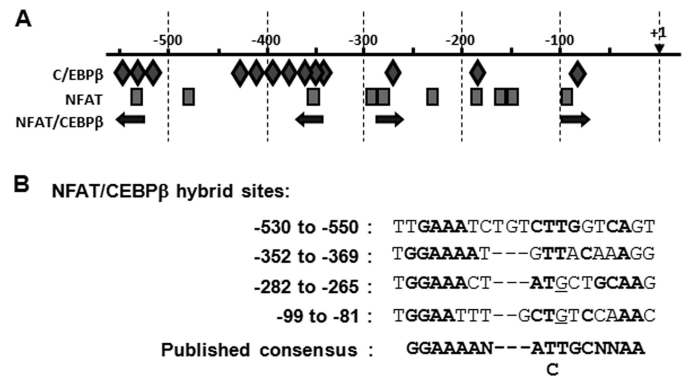 A
-500 -400 -300 -200 -100 +1
C/EBPβ
NFAT
NFAT/CEBPβ
B NFAT/CEBPβ hybrid sites:
-530 to -550 : TTGGAAATCTGTCTTGGTCAGT
-352 to -369 : TGGAAAAT---GTTACAAAGG
-282 to -265 : TGGAAACT---ATGCTGCAAG
-99 to -81 : TGGAATTT--GCTGTCCAAAC
Published consensus : GGAAAAN---ATTGCNNAA
C